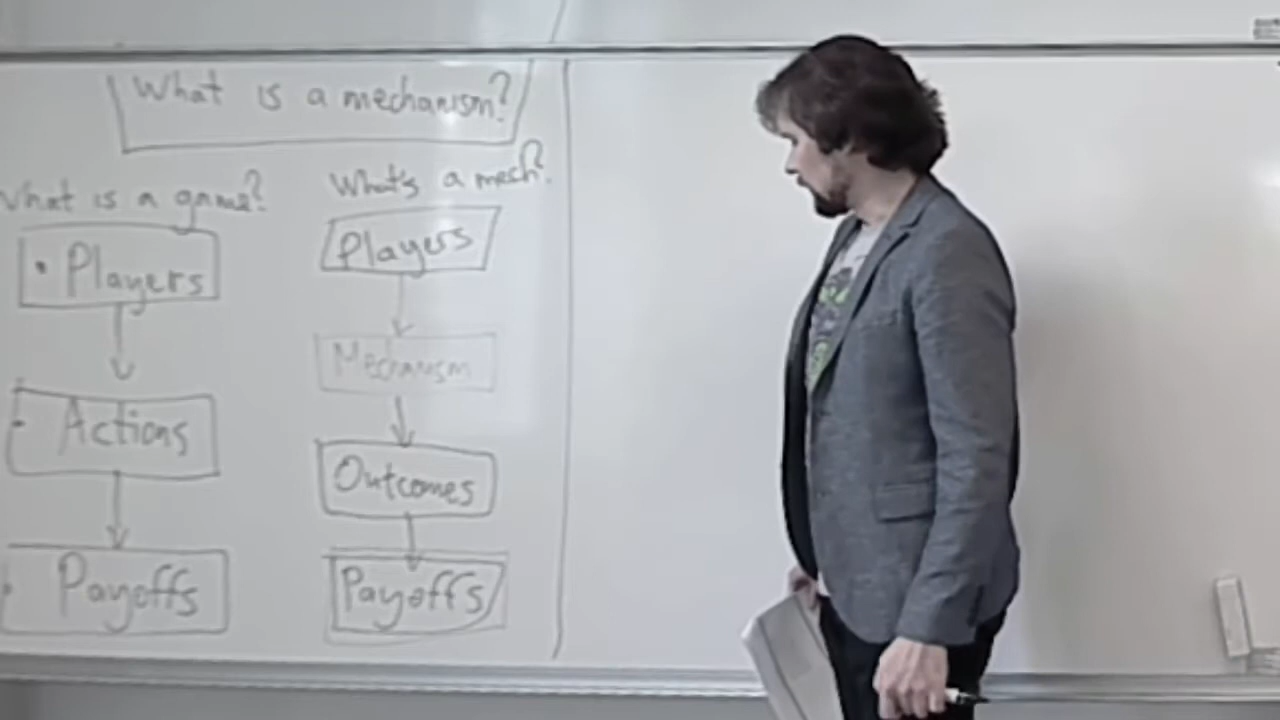 What is a mechanism?
What is a game?
• Players
- Actions
• Payoffs
What's a mech?
Players
Mechanism
Outcomes
Payoffs